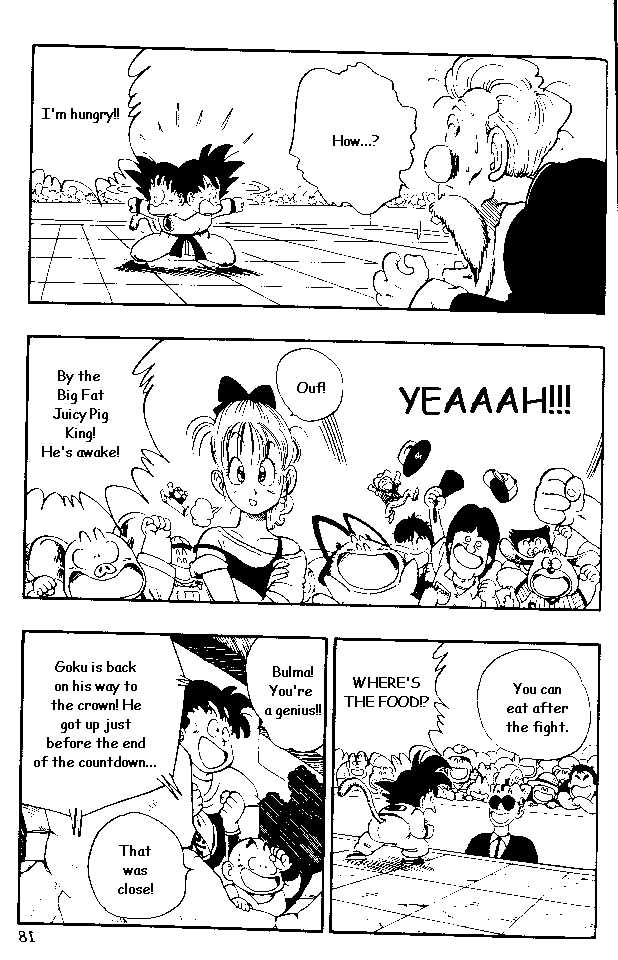 I'm hungry!!
How...?
By the
Big Fat
Juicy Pig
King!
He's awake!
Ouf!
YEAAAH!!!
Goku is back
on his way to
the crown! He
got up just
before the end
of the countdown...
Bulma!
You're
a genius!!
That
was
close!
WHERE'S
THE FOOD!?
You can
eat after
the fight.
18